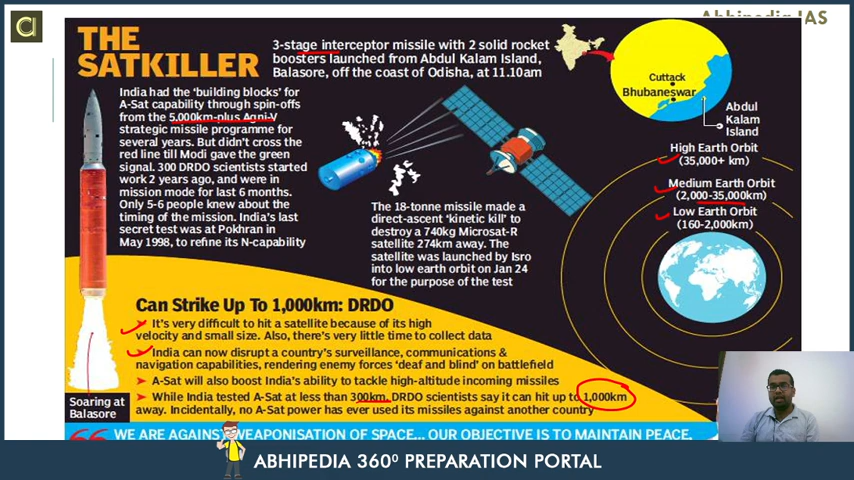 Abhipedia IAS
THE
SATKILLER
3-stage interceptor missile with 2 solid rocket
boosters launched from Abdul Kalam Island,
Balasore, off the coast of Odisha, at 11.10am
India had the 'building blocks' for
A-Sat capability through spin-offs
from the 5,000km-plus Agni-V
strategic missile programme for
several years. But didn't cross the
red line till Modi gave the green
signal. 300 DRDO scientists started
work 2 years ago, and were in
mission mode for last 6 months.
Only 5-6 people knew about the
timing of the mission. India's last
secret test was at Pokhran in
May 1998, to refine its N-capability
The 18-tonne missile made a
direct-ascent 'kinetic kill' to
destroy a 740kg Microsat-R
satellite 274km away. The
satellite was launched by Isro
into low earth orbit on Jan 24
for the purpose of the test
Cuttack
Bhubaneswar
Abdul
Kalam
Island
High Earth Orbit
(35,000+ km)
Medium Earth Orbit
(2,000-35,000km)
Low Earth Orbit
(160-2,000km)
Can Strike Up To 1,000km: DRDO
It's very difficult to hit a satellite because of its high
velocity and small size. Also, there's very little time to collect data
India can now disrupt a country's surveillance, communications &
navigation capabilities, rendering enemy forces 'deaf and blind' on battlefield
A-Sat will also boost India's ability to tackle high-altitude incoming missiles
While India tested A-Sat at less than 300km, DRDO scientists say it can hit up to 1,000km
away. Incidentally, no A-Sat power has ever used its missiles against another country
Soaring at
Balasore
WE ARE AGAINST WEAPONISATION OF SPACE... OUR OBJECTIVE IS TO MAINTAIN PEACE,
ABHIPEDIA 360⁰ PREPARATION PORTAL